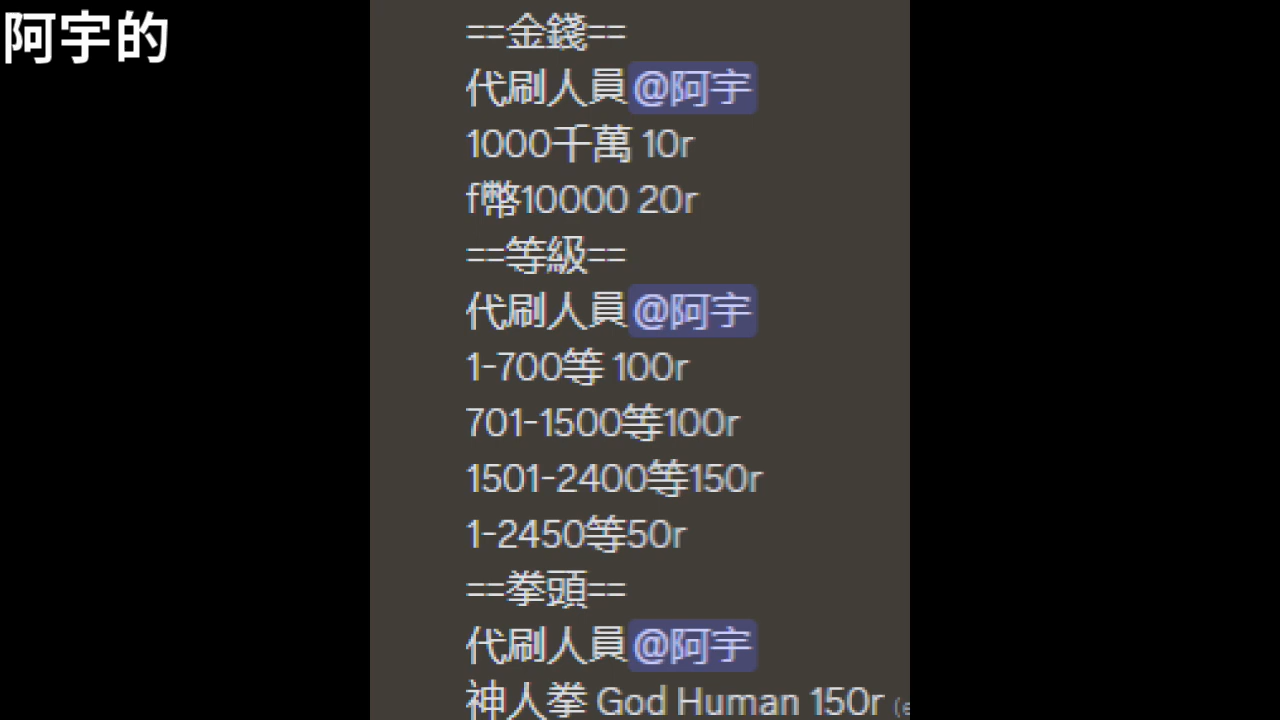 阿宇的
==金錢==
代刷人員@阿宇
1000千萬 10r
f幣10000 20r
==等級==
代刷人員@阿宇
1-700等 100r
701-1500等100r
1501-2400等150r
1-2450等50r
==拳頭==
代刷人員@阿宇
神人拳 God Human 150r (e